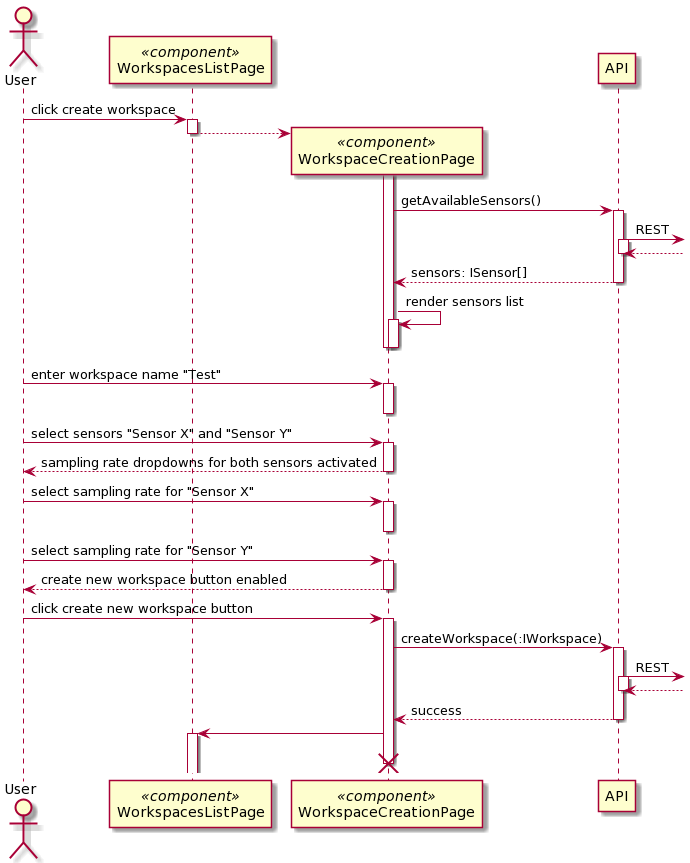 User
«component»
WorkspacesListPage
API
click create workspace
«component»
WorkspaceCreationPage
getAvailableSensors()
REST
sensors: ISensor[]
render sensors list
enter workspace name "Test"
select sensors "Sensor X" and "Sensor Y"
sampling rate dropdowns for both sensors activated
select sampling rate for "Sensor X"
select sampling rate for "Sensor Y"
create new workspace button enabled
click create new workspace button
createWorkspace(:IWorkspace)
REST
success
User
«component»
WorkspacesListPage
«component»
WorkspaceCreationPage
API